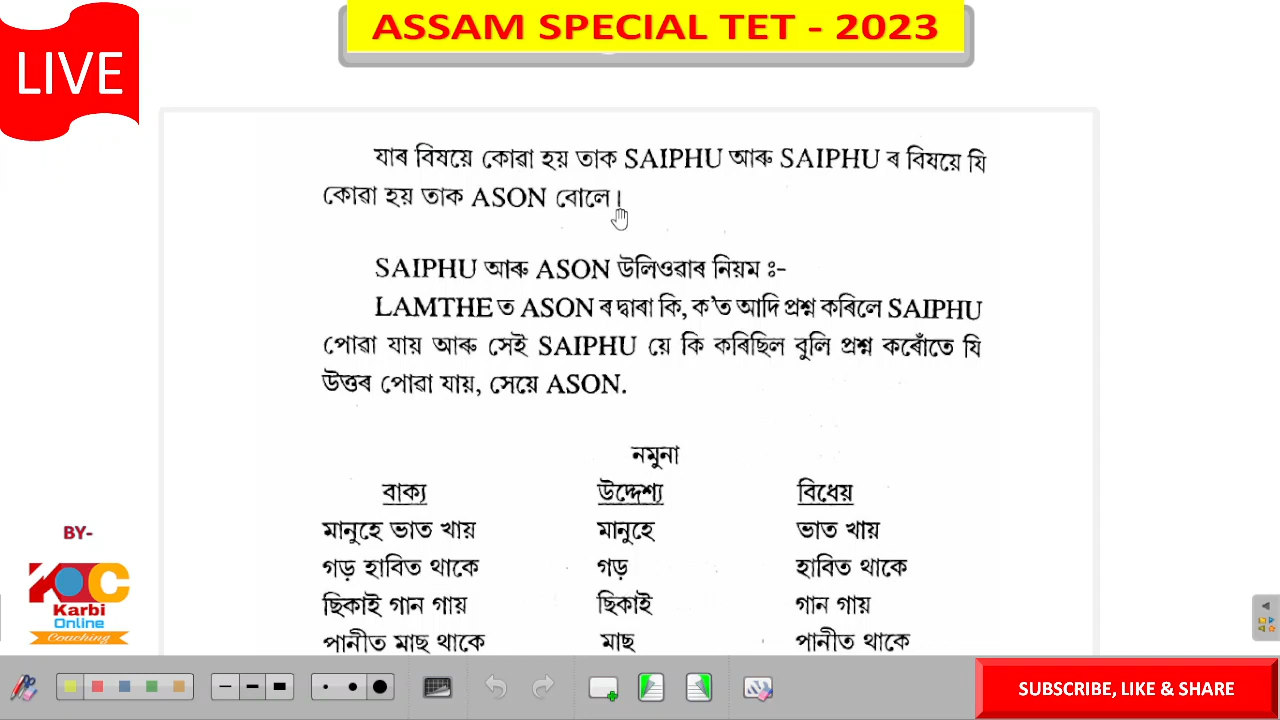 ASSAM SPECIAL TET - 2023
LIVE
যাৰ বিষয়ে কোৱা হয় তাক SAIPHU আৰু SAIPHU ৰ বিষয়ে যি
কোৱা হয় তাক ASON বোলে।
SAIPHU আৰু ASON উলিওৱাৰ নিয়ম ঃ-
LAMTHE ত ASON ৰ দ্বাৰা কি, ক'ত আদি প্ৰশ্ন কৰিলে SAIPHU
পোৱা যায় আৰু সেই SAIPHU য়ে কি কৰিছিল বুলি প্ৰশ্ন কৰোঁতে যি
উত্তৰ পোৱা যায়, সেয়ে ASON.
নমুনা
বাক্য উদ্দেশ্য বিধেয়
মানুহে ভাত খায় মানুহে ভাত খায়
গড় হাবিত থাকে গড় হাবিত থাকে
ছিকাই গান গায় ছিকাই গান গায়
পানীত মাছ থাকে মাছ পানীত থাকে
BY-
KOC
Karbi
Online
Coaching
SUBSCRIBE, LIKE & SHARE